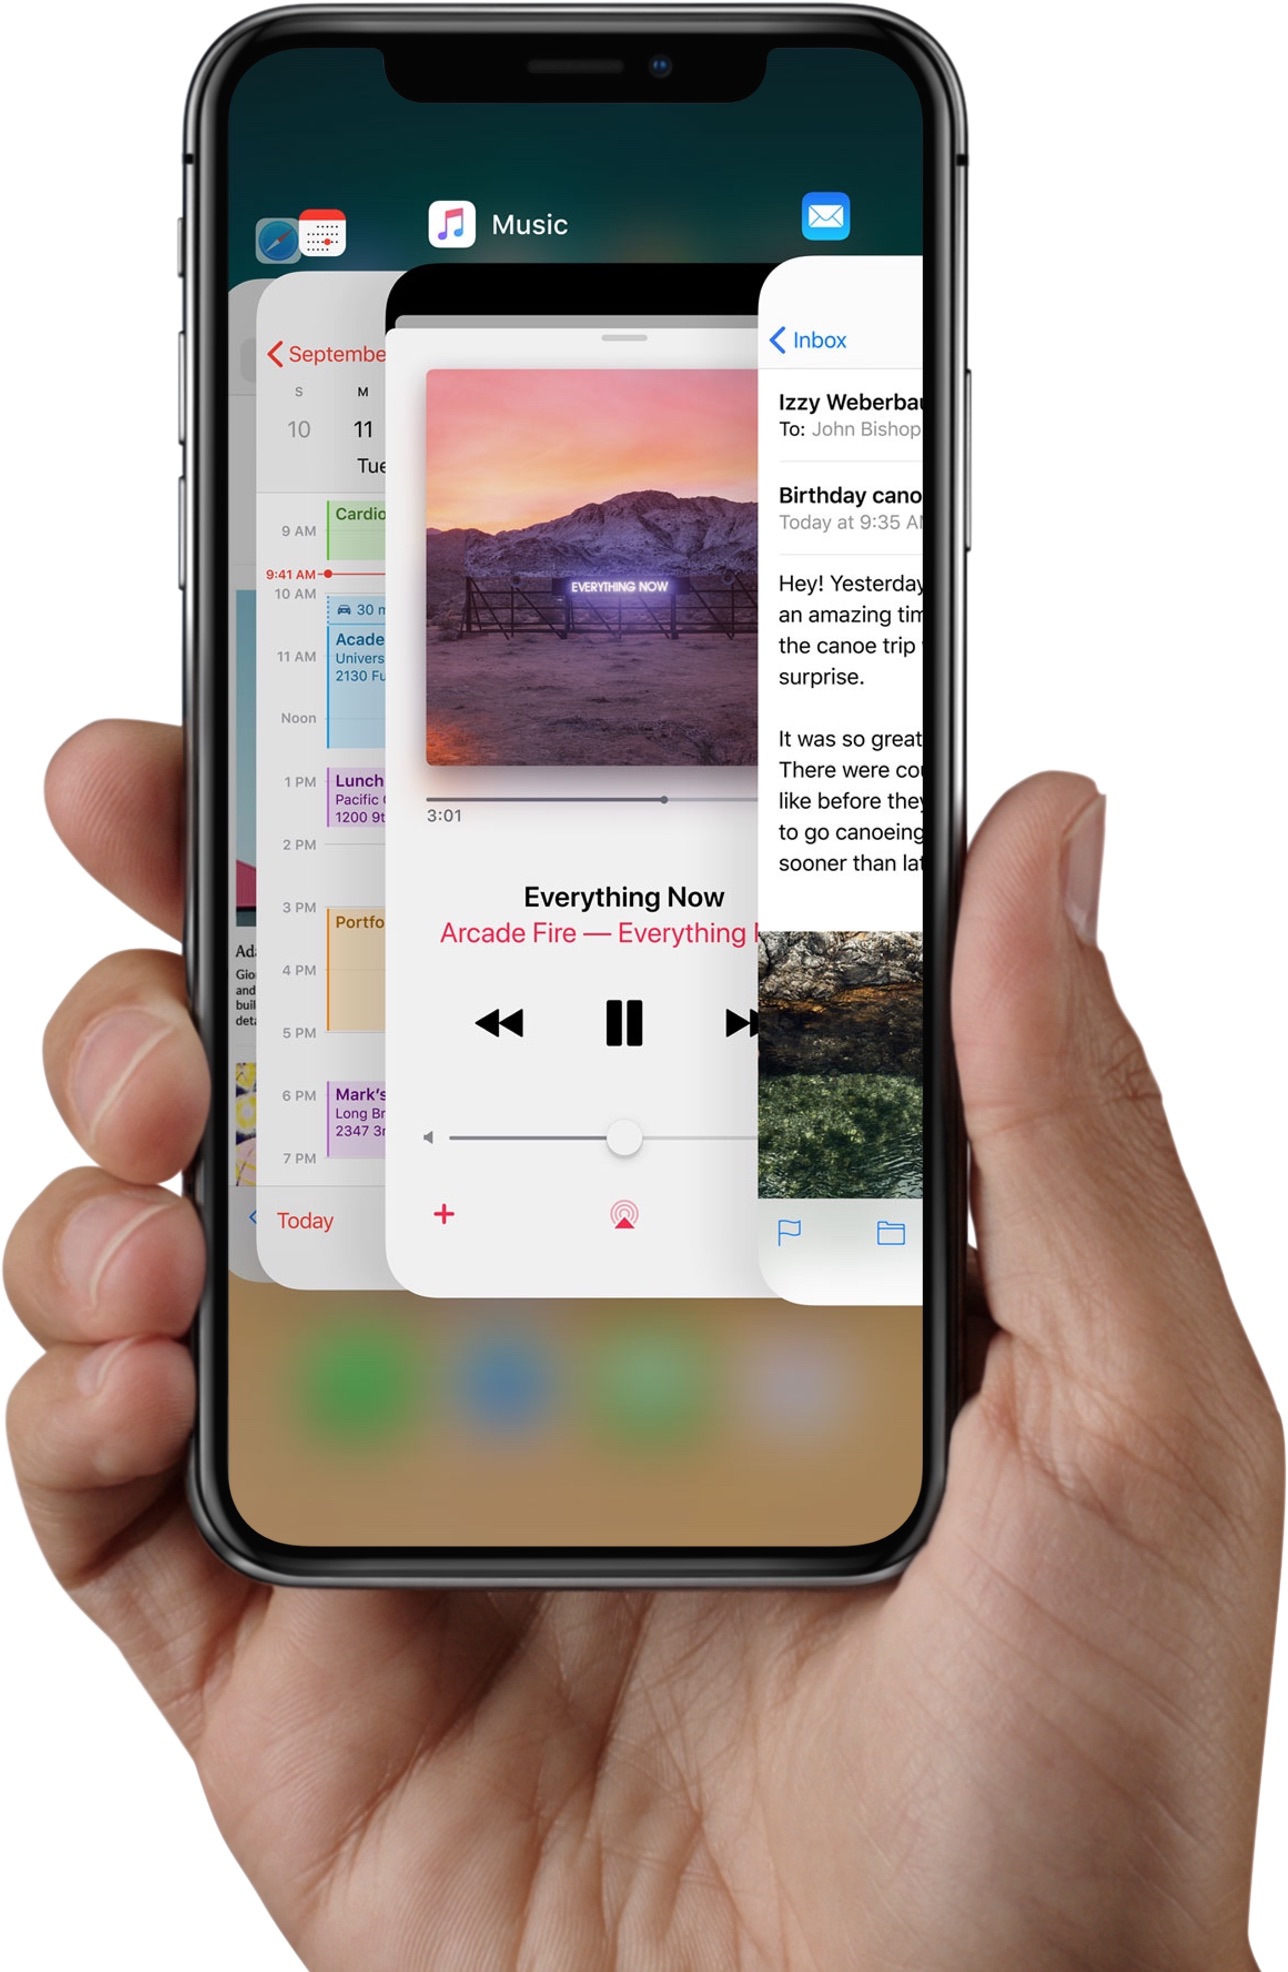 Music
Septembe
S M
10 11
Tue
9 AM
Cardio
9:41 AM
10 AM
30 m
11 AM
Acade
Univers
2130 Fu
Noon
1 PM
Lunch
Pacific
1200 9t
2 PM
3 PM
Portfo
4 PM
5 PM
6 PM
Mark's
Long Br
2347 3r
7 PM
Today
Ada
Gio
and
buil
deta
EVERYTHING NOW
3:01
Everything Now
Arcade Fire — Everything
Inbox
Izzy Weberbau
To: John Bishop
Birthday cano
Today at 9:35 AM
Hey! Yesterday
an amazing tim
the canoe trip
surprise.
It was so great
There were cou
like before they
to go canoeing
sooner than lat